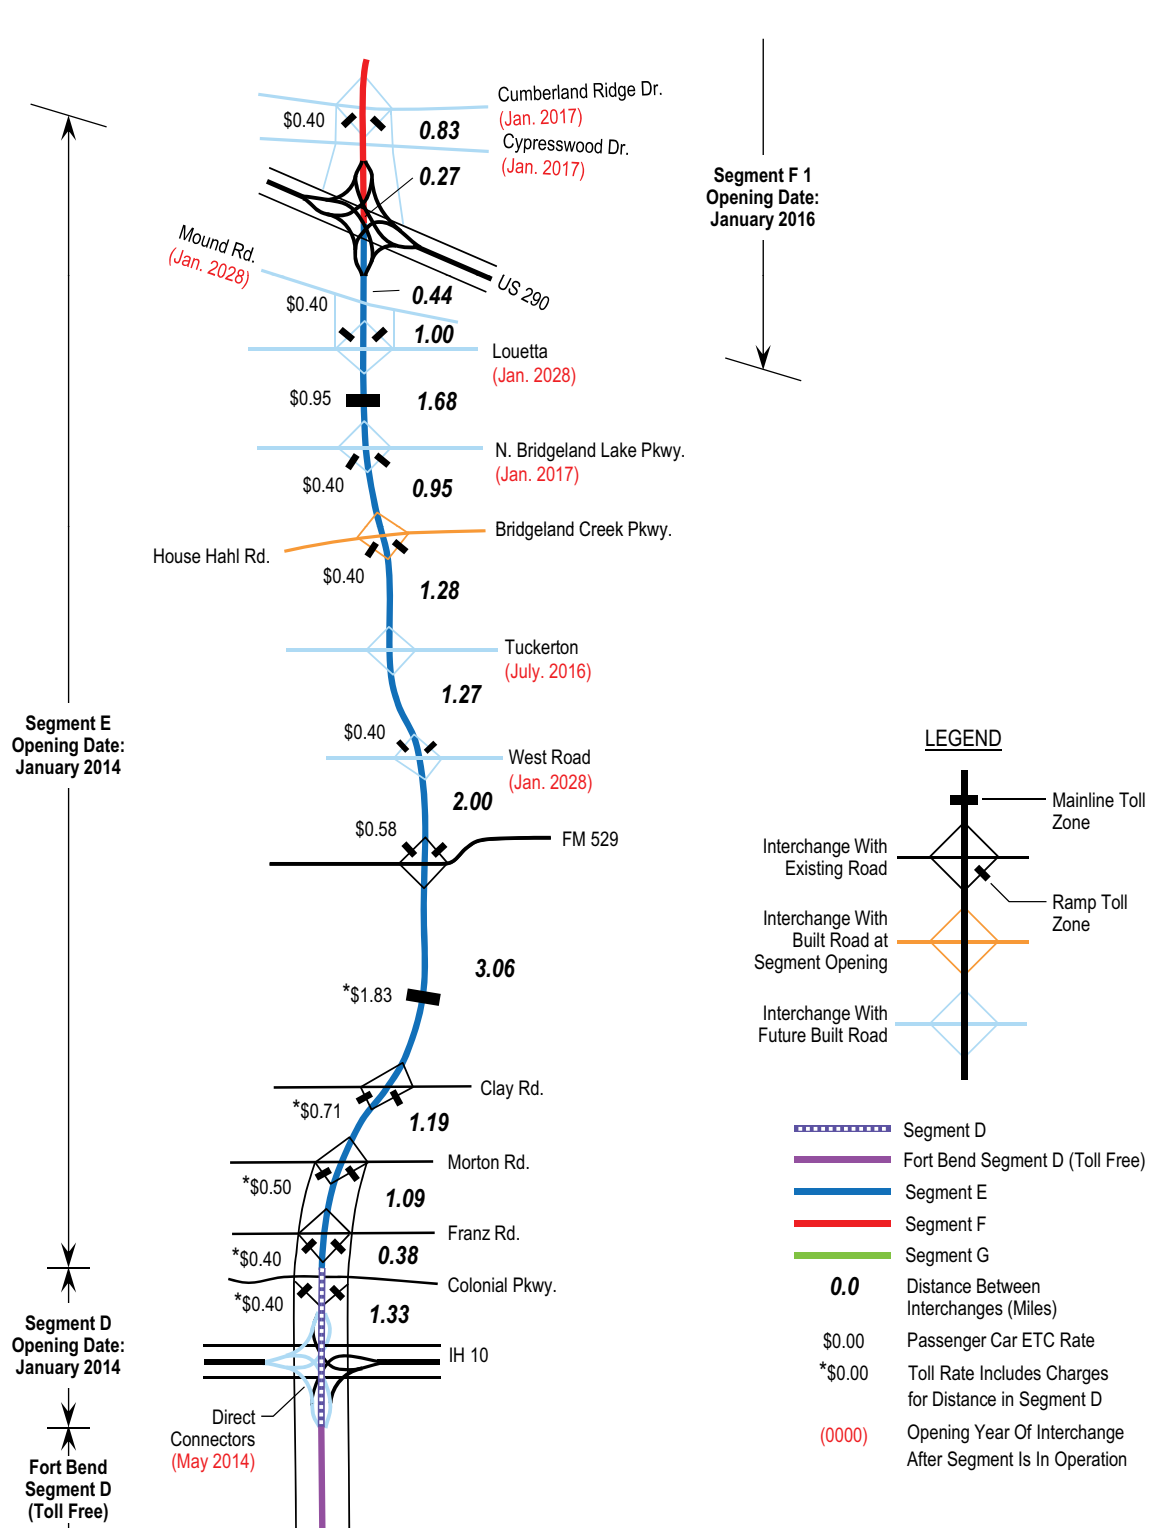 Cumberland Ridge Dr.
(Jan. 2017)
$0.40
0.83
Cypresswood Dr.
(Jan. 2017)
0.27
Segment F 1
Opening Date:
January 2016
Mound Rd.
(Jan. 2028)
US 290
$0.40
0.44
1.00
Louetta
(Jan. 2028)
$0.95
1.68
N. Bridgeland Lake Pkwy.
(Jan. 2017)
$0.40
0.95
Bridgeland Creek Pkwy.
House Hahl Rd.
$0.40
1.28
Tuckerton
(July. 2016)
1.27
Segment E
Opening Date:
January 2014
$0.40
West Road
(Jan. 2028)
2.00
$0.58
FM 529
3.06
*$1.83
Clay Rd.
*$0.71
1.19
Morton Rd.
*$0.50
1.09
Franz Rd.
*$0.40
0.38
Colonial Pkwy.
*$0.40
1.33
Segment D
Opening Date:
January 2014
IH 10
Direct
Connectors
(May 2014)
Fort Bend
Segment D
(Toll Free)
LEGEND
Mainline Toll
Zone
Interchange With
Existing Road
Ramp Toll
Zone
Interchange With
Built Road at
Segment Opening
Interchange With
Future Built Road
Segment D
Fort Bend Segment D (Toll Free)
Segment E
Segment F
Segment G
0.0 Distance Between
Interchanges (Miles)
$0.00 Passenger Car ETC Rate
*$0.00 Toll Rate Includes Charges
for Distance in Segment D
(0000) Opening Year Of Interchange
After Segment Is In Operation